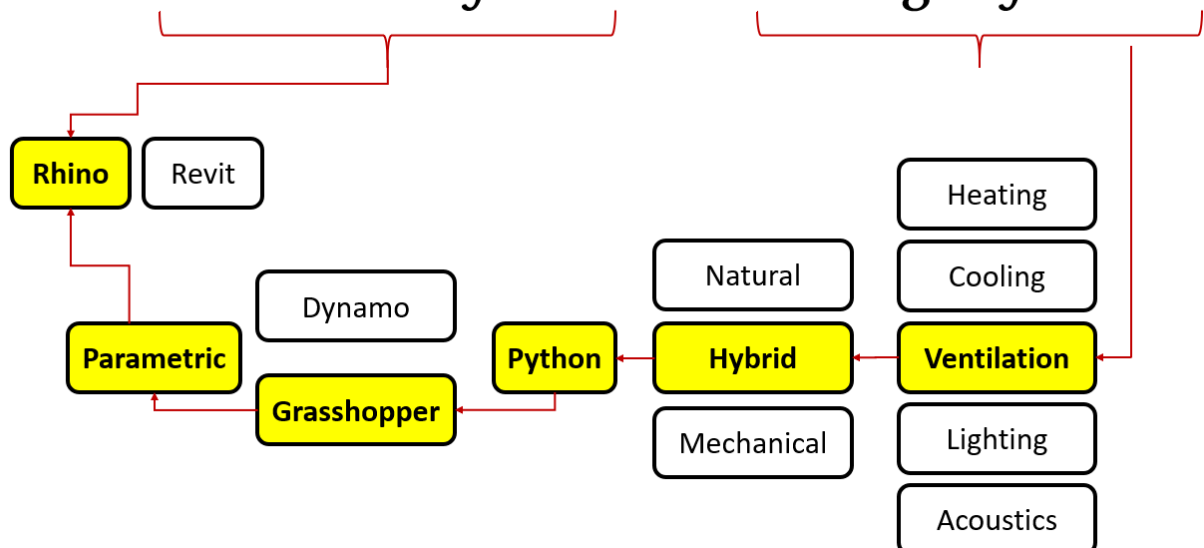 Rhino
Revit
Heating
Natural
Cooling
Dynamo
Parametric
Python
Hybrid
Ventilation
Grasshopper
Mechanical
Lighting
Acoustics